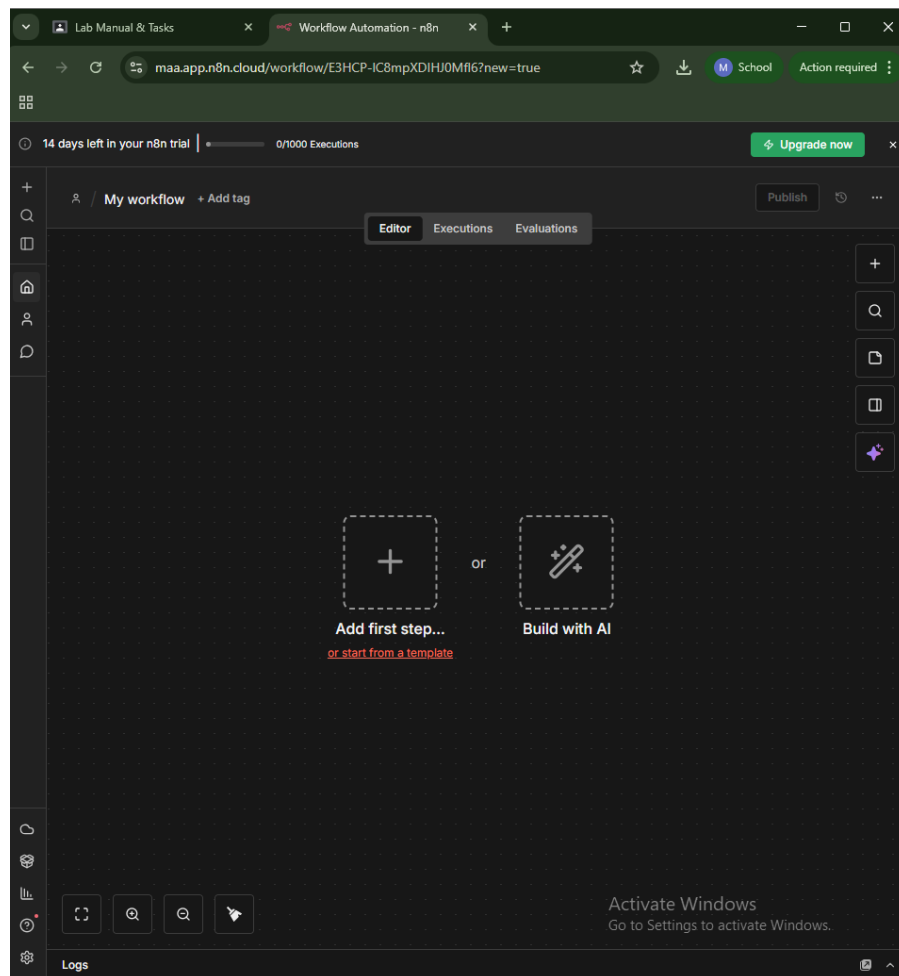 Lab Manual & Tasks
Workflow Automation - n8n
maa.app.n8n.cloud/workflow/E3HCP-IC8mpXDIHJ0Mfl6?new=true
M School
Action required
14 days left in your n8n trial
0/1000 Executions
Upgrade now
/ My workflow + Add tag
Publish
Editor Executions Evaluations
or
Add first step...
Build with AI
or start from a template
Activate Windows
Go to Settings to activate Windows.
Logs